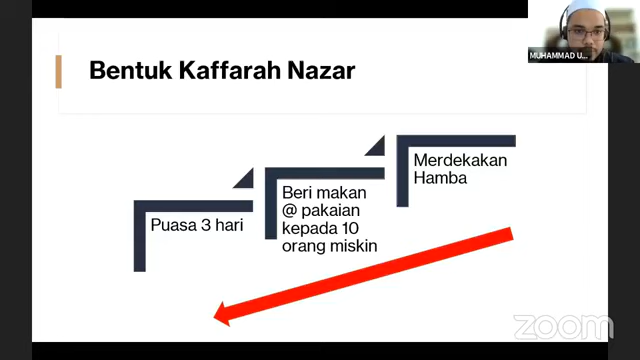 MUHAMMAD U...
Bentuk Kaffarah Nazar
Puasa 3 hari
Beri makan
@ pakaian
kepada 10
orang miskin
Merdekakan
Hamba
zoom